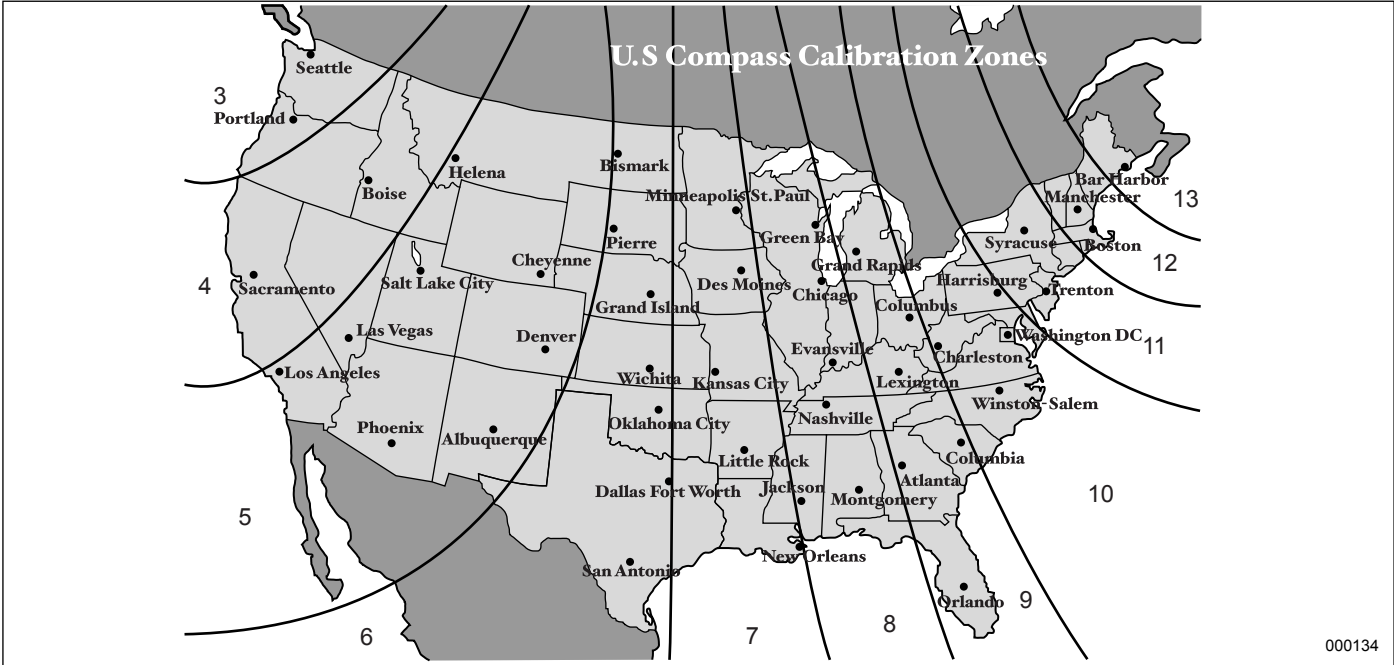 U.S Compass Calibration Zones
Seattle
3
Portland
Helena
Boise
Bismark
Minneapolis St.Paul
Pierre
Green Bay
Grand Rapids
Bar Harbor
Manchester
13
Syracuse
Boston
12
4
Sacramento
Salt Lake City
Cheyenne
Grand Island
Des Moines
Chicago
Columbus
Harrisburg
Trenton
Las Vegas
Denver
Evansville
Charleston
Washington DC
11
Los Angeles
Wichita
Kansas City
Lexington
Winston-Salem
Phoenix
Albuquerque
Oklahoma City
Nashville
Little Rock
Columbia
Dallas Fort Worth
Jackson
Montgomery
Atlanta
10
5
New Orleans
San Antonio
Orlando
9
6
7
8
000134